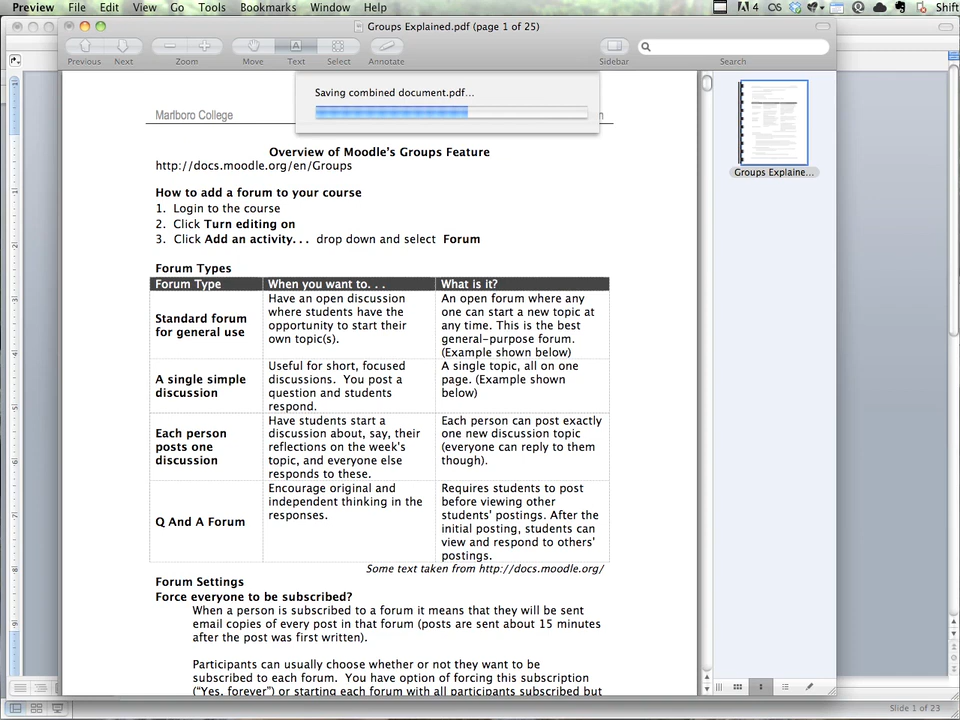 Preview File Edit View Go Tools Bookmarks Window Help 4 Shift
Groups Explained.pdf (page 1 of 25)
Previous Next Zoom Move Text Select Annotate Sidebar Search
Saving combined document.pdf...
Marlboro College
Overview of Moodle's Groups Feature
http://docs.moodle.org/en/Groups
How to add a forum to your course
1. Login to the course
2. Click Turn editing on
3. Click Add an activity... drop down and select Forum
Forum Types
Forum Type When you want to. . . What is it?
Standard forum
for general use
Have an open discussion
where students have the
opportunity to start their
own topic(s).
An open forum where any
one can start a new topic at
any time. This is the best
general-purpose forum.
(Example shown below)
A single simple
discussion
Useful for short, focused
discussions. You post a
question and students
respond.
A single topic, all on one
page. (Example shown
below)
Each person
posts one
discussion
Have students start a
discussion about, say, their
reflections on the week's
topic, and everyone else
responds to these.
Each person can post exactly
one new discussion topic
(everyone can reply to them
though).
Q And A Forum
Encourage original and
independent thinking in the
responses.
Requires students to post
before viewing other
students' postings. After the
initial posting, students can
view and respond to others'
postings.
Some text taken from http://docs.moodle.org/
Forum Settings
Force everyone to be subscribed?
When a person is subscribed to a forum it means that they will be sent
email copies of every post in that forum (posts are sent about 15 minutes
after the post was first written).
Participants can usually choose whether or not they want to be
subscribed to each forum. You have option of forcing this subscription
("Yes, forever") or starting each forum with all participants subscribed but
Groups Explaine...
Slide 1 of 23